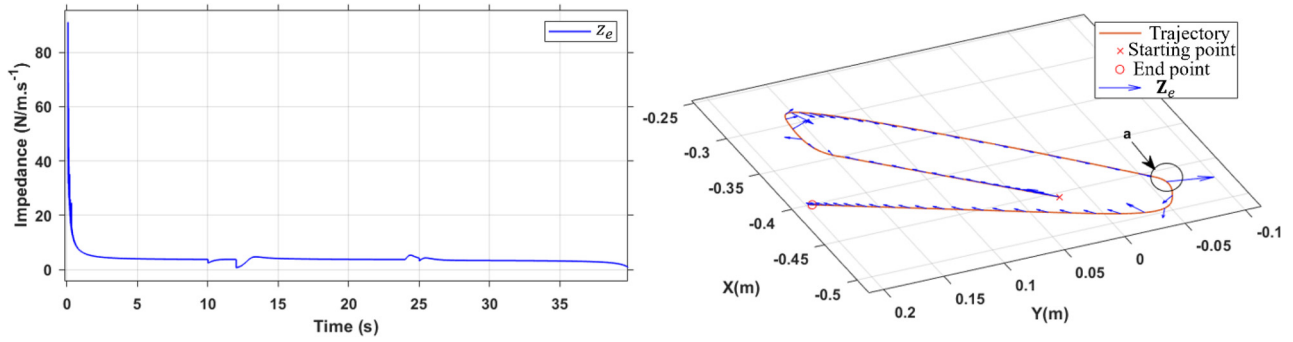 Impedance (N/m.s⁻¹)
80
60
40
20
0
0 5 10 15 20 25 30 35
Time (s)
Zₑ
Trajectory
Starting point
End point
Zₑ
a
-0.25
-0.3
-0.35
-0.4
-0.45
-0.5
X(m)
0.2 0.15 0.1 0.05 0 -0.05 -0.1
Y(m)